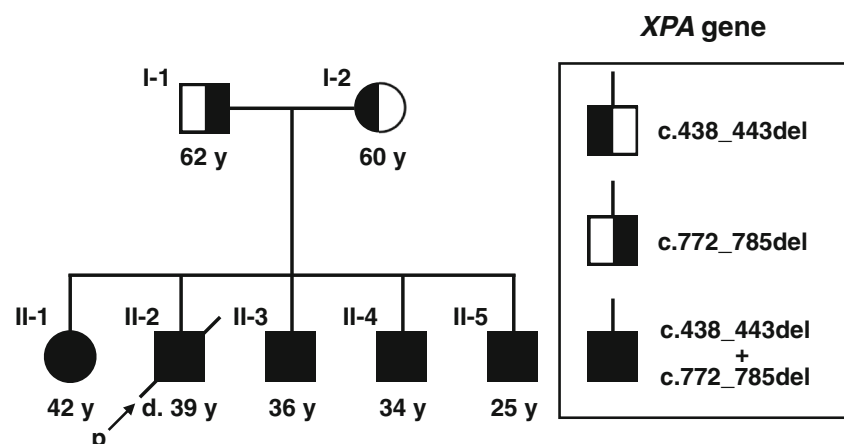 XPA gene
I-1 I-2
62 y 60 y
c.438_443del
c.772_785del
c.438_443del
+
c.772_785del
II-1 II-2 II-3 II-4 II-5
42 y d. 39 y 36 y 34 y 25 y
p